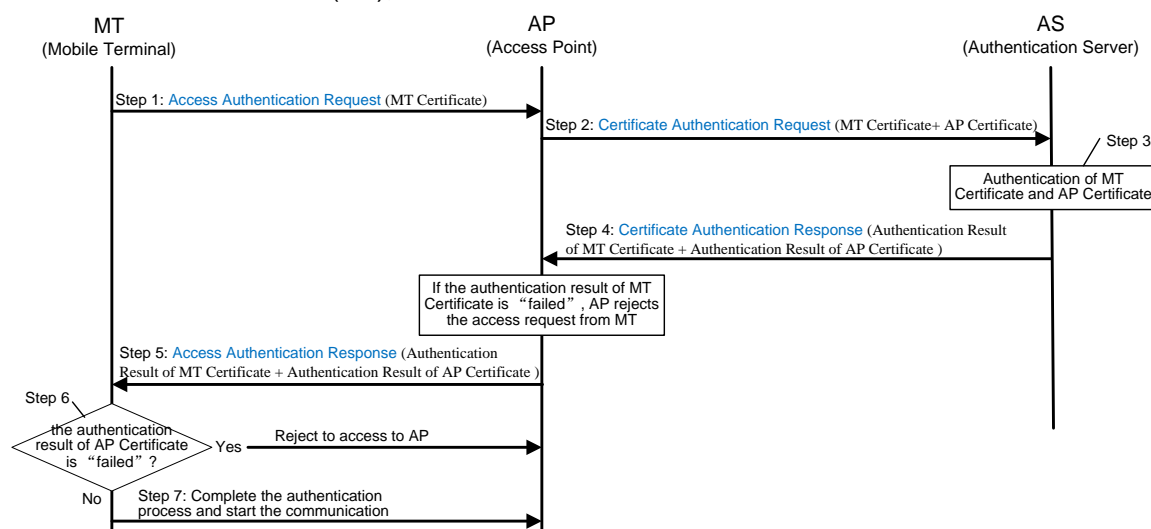 MT
(Mobile Terminal)
AP
(Access Point)
AS
(Authentication Server)
Step 1: Access Authentication Request (MT Certificate)
Step 2: Certificate Authentication Request (MT Certificate+ AP Certificate)
Step 3
Authentication of MT
Certificate and AP Certificate
Step 4: Certificate Authentication Response (Authentication Result
of MT Certificate + Authentication Result of AP Certificate )
If the authentication result of MT
Certificate is “failed”, AP rejects
the access request from MT
Step 5: Access Authentication Response (Authentication
Result of MT Certificate + Authentication Result of AP Certificate )
Step 6
the authentication
result of AP Certificate
is “failed”?
Yes
Reject to access to AP
No
Step 7: Complete the authentication
process and start the communication